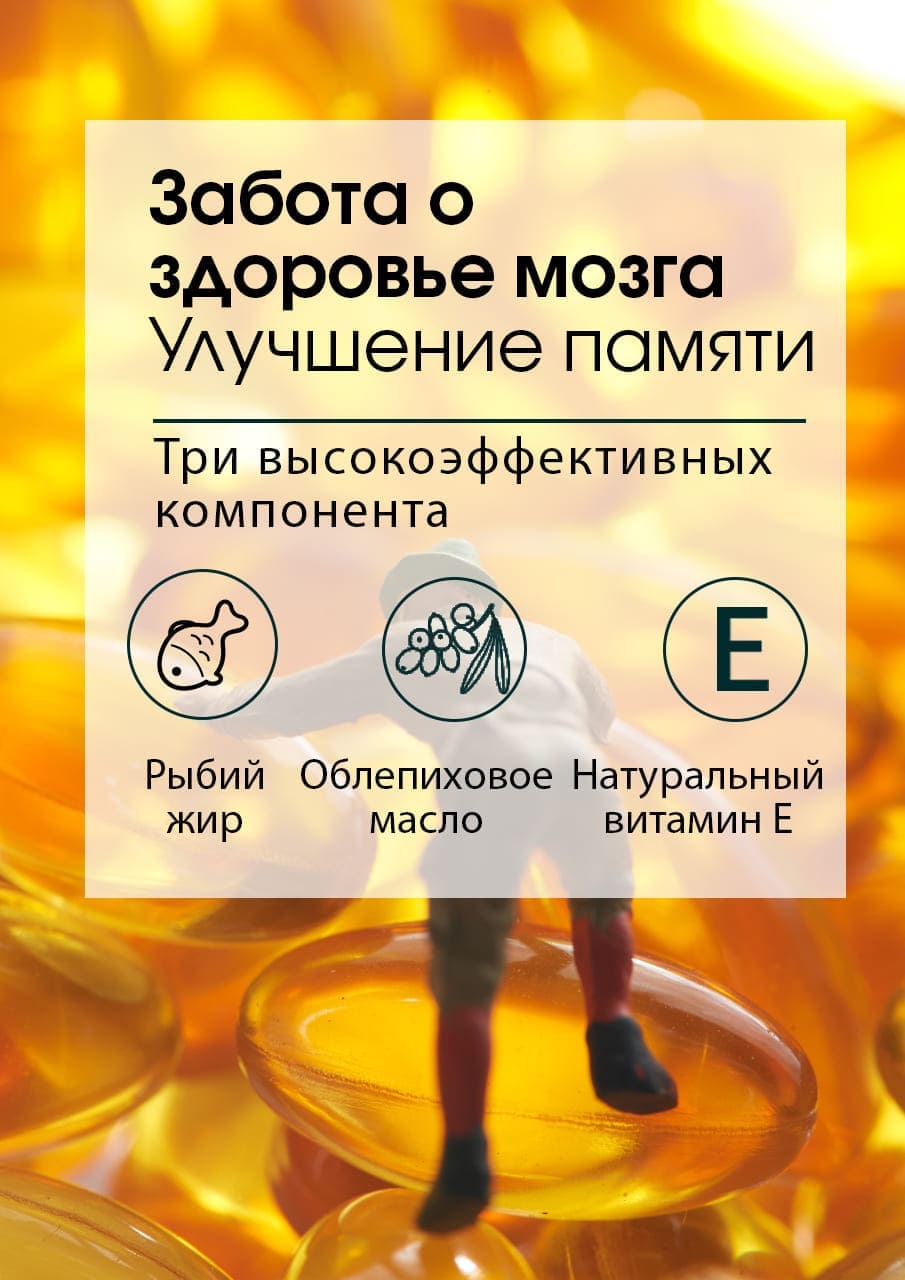 Забота о
здоровье мозга
Улучшение памяти
Три высокоэффективных
компонента
E
Рыбий Облепиховое Натуральный
жир масло витамин Е